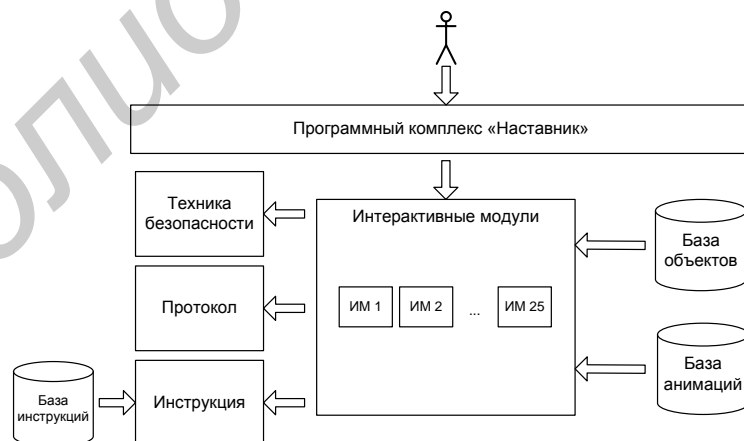 Программный комплекс «Наставник»
Техника
безопасности
Интерактивные модули
База
объектов
Протокол
ИМ 1
ИМ 2
...
ИМ 25
База
анимаций
База
инструкций
Инструкция